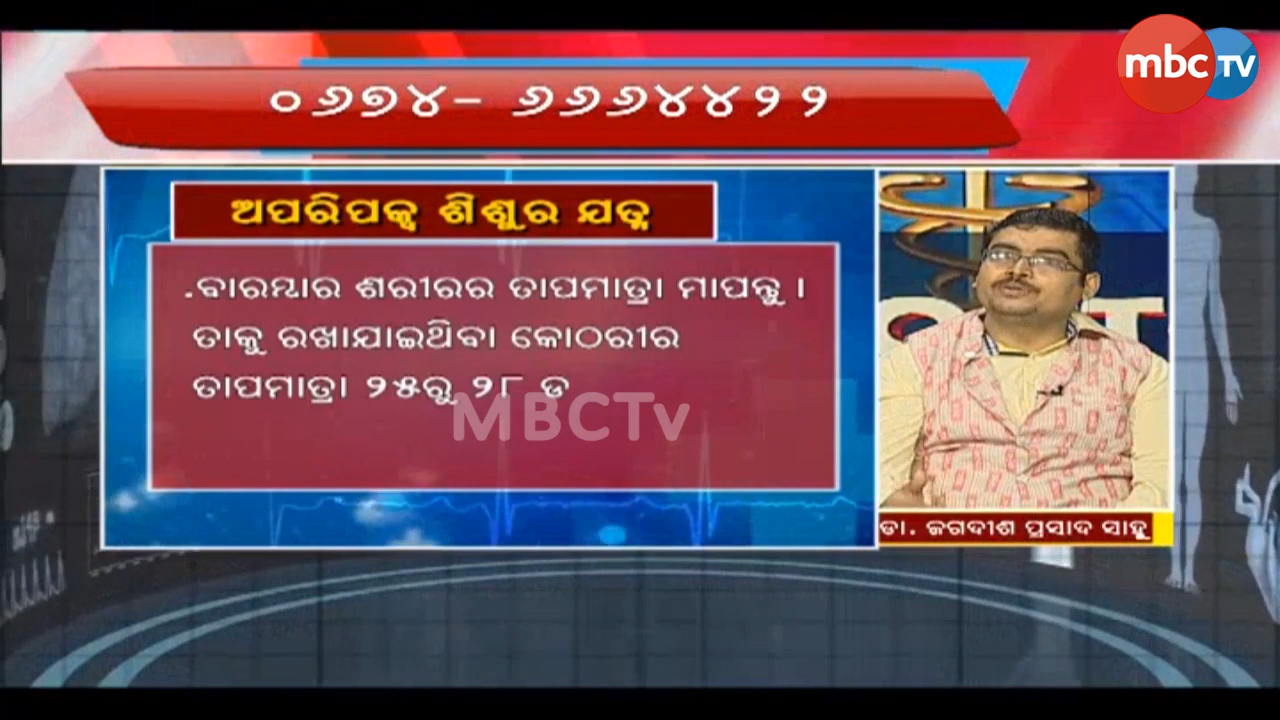 mbc TV
୦୬୭୪- ୬୬୬୪୪୨୨
ଅପରିପକ୍ୱ ଶିଶୁର ଯତ୍ନ
.ବାରମ୍ଭାର ଶରୀରର ତାପମାତ୍ରା ମାପନ୍ତୁ ।
ତାକୁ ରଖାଯାଇଥିବା କୋଠରୀର
ତାପମାତ୍ରା ୨୫ରୁ ୨୮ ଡ
MBCTv
ଡା. ଜଗଦୀଶ ପ୍ରସାଦ ସାହୁ